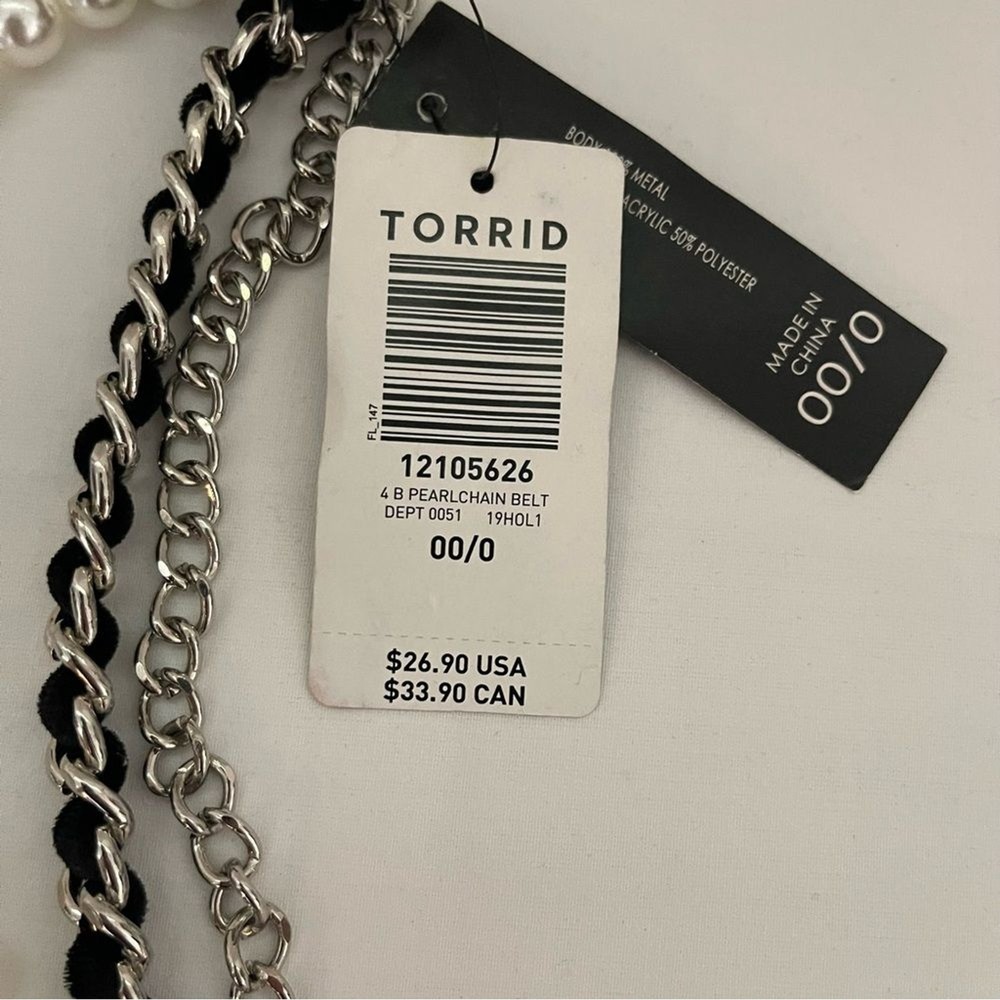 TORRID
FL_147
12105626
4 B PEARLCHAIN BELT
DEPT 0051 19HOL1
00/0
$26.90 USA
$33.90 CAN
BODY METAL
ACRYLIC 50% POLYESTER
MADE IN
CHINA
00/0